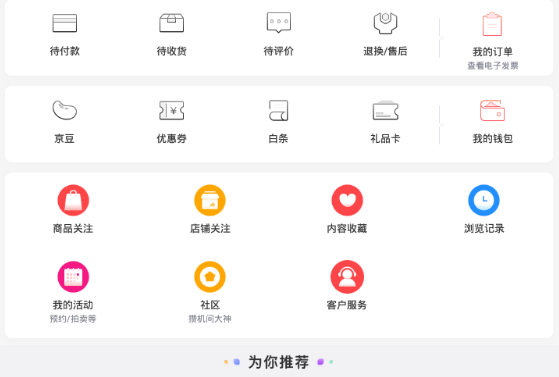 待付款 待收货 待评价 退换/售后 我的订单
查看电子发票
¥
京豆 优惠券 白条 礼品卡 我的钱包
商品关注 店铺关注 内容收藏 浏览记录
我的活动 社区 客户服务
预约/拍卖等 攒机问大神
为你推荐